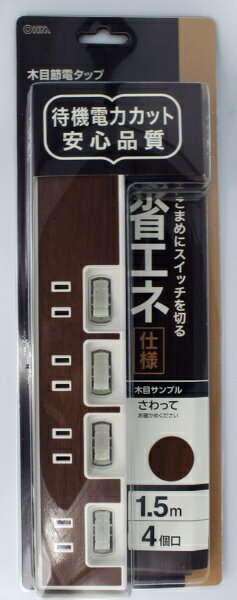 OHM
木目節電タップ
待機電力カット
安心品質
こまめにスイッチを切る
省エネ
仕様
木目サンプル
さわって
お確かめください
1.5m
4個口